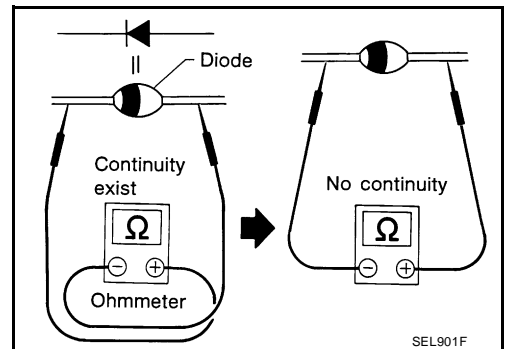 Diode
Continuity
exist
Ω
− +
Ohmmeter
No continuity
Ω
− +
SEL901F